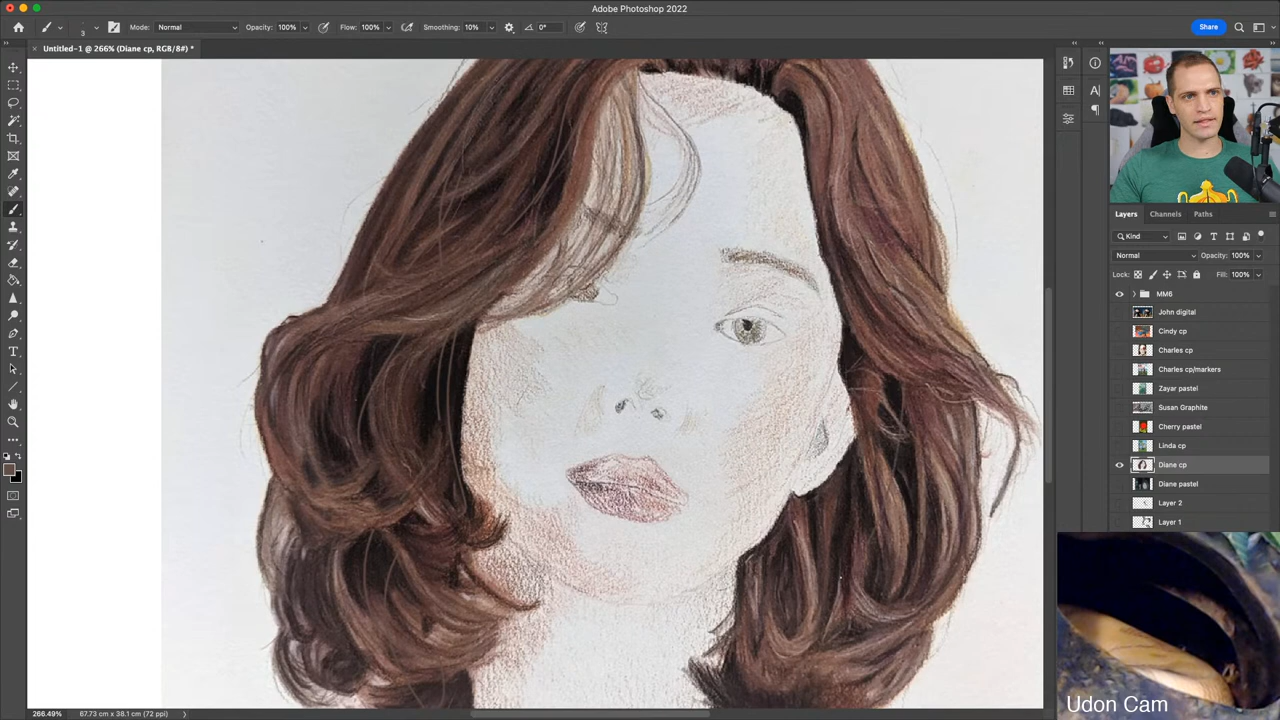 Adobe Photoshop 2022
3 Mode: Normal Opacity: 100% Flow: 100% Smoothing: 10% 0° Share
Untitled-1 @ 266% (Diane cp, RGB/8#) *
Layers Channels Paths
Kind
Normal Opacity: 100%
Lock: Fill: 100%
MM6
John digital
Cindy cp
Charles cp
Charles cp/markers
Zayar pastel
Susan Graphite
Cherry pastel
Linda cp
Diane cp
Diane pastel
Layer 2
Layer 1
Udon Cam
266.49% 67.73 cm x 38.1 cm (72 ppi)